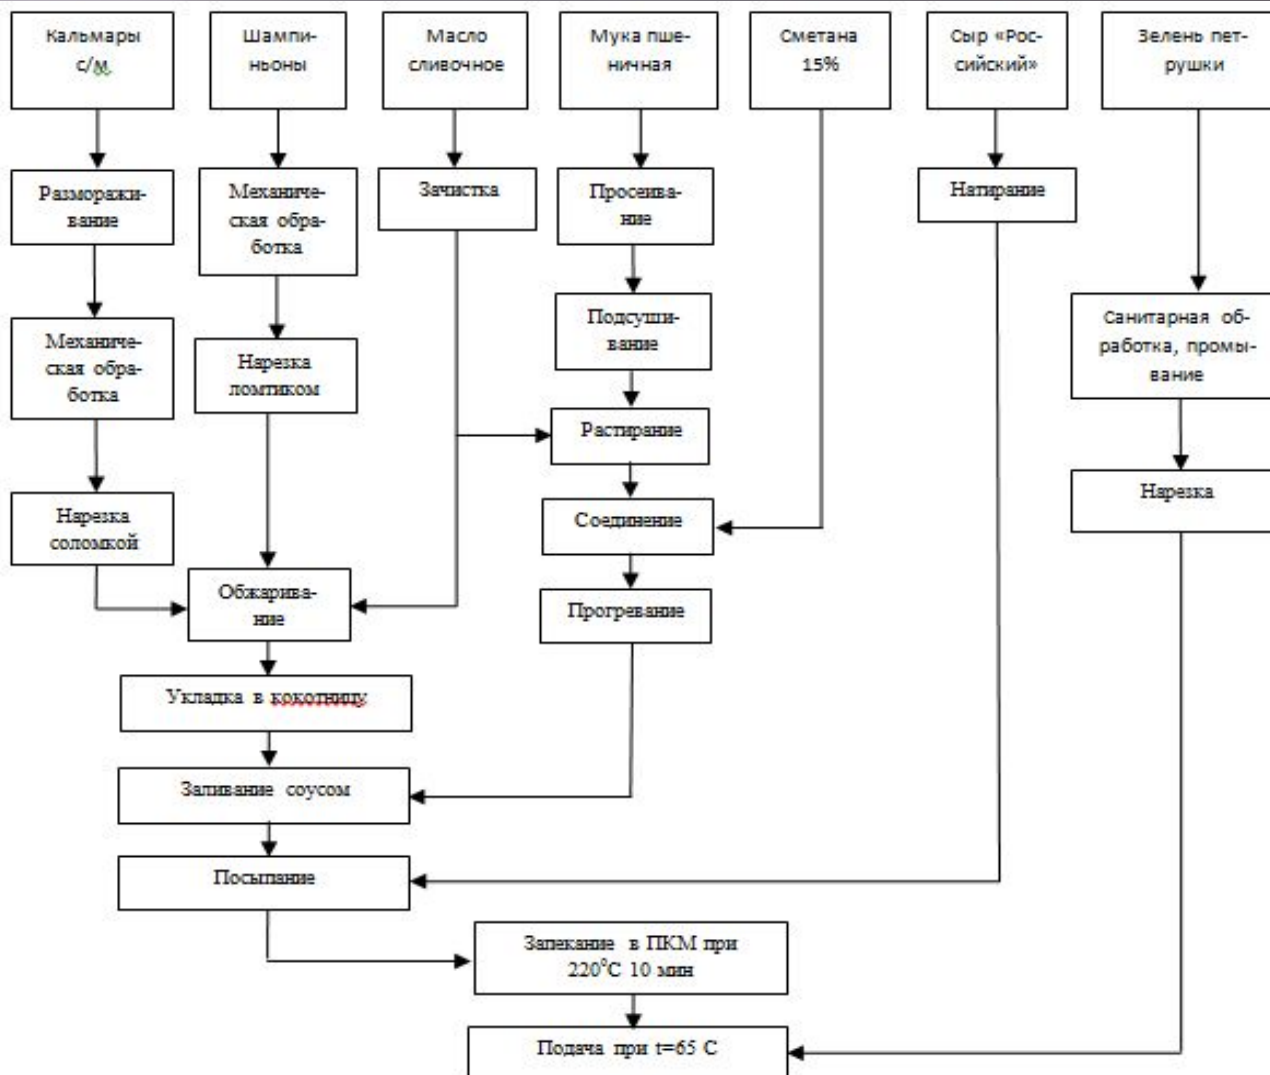 Кальмары
с/м
Шампи-
ньоны
Масло
сливочное
Мука пше-
ничная
Сметана
15%
Сыр «Рос-
сийский»
Зелень пет-
рушки
Разморажи-
вание
Механиче-
ская обра-
ботка
Зачистка
Просеива-
ние
Натирание
Механиче-
ская обра-
ботка
Нарезка
ломтиком
Подсуши-
вание
Санитарная об-
работка, промы-
вание
Растирание
Нарезка
соломкой
Соединение
Нарезка
Обжарива-
ние
Прогревание
Укладка в кокотницу
Заливание соусом
Посыпание
Запекание в ПКМ при
220⁰С 10 мин
Подача при t=65 С